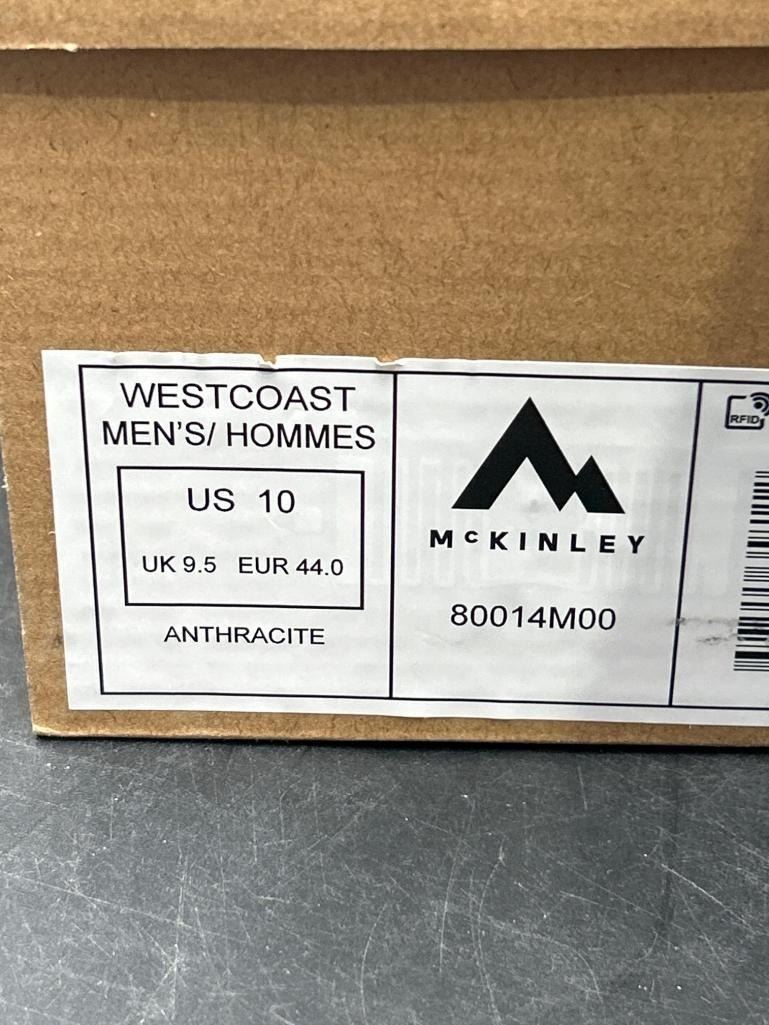 WESTCOAST
MEN'S/ HOMMES
US 10
UK 9.5 EUR 44.0
ANTHRACITE
McKINLEY
80014M00
RFID